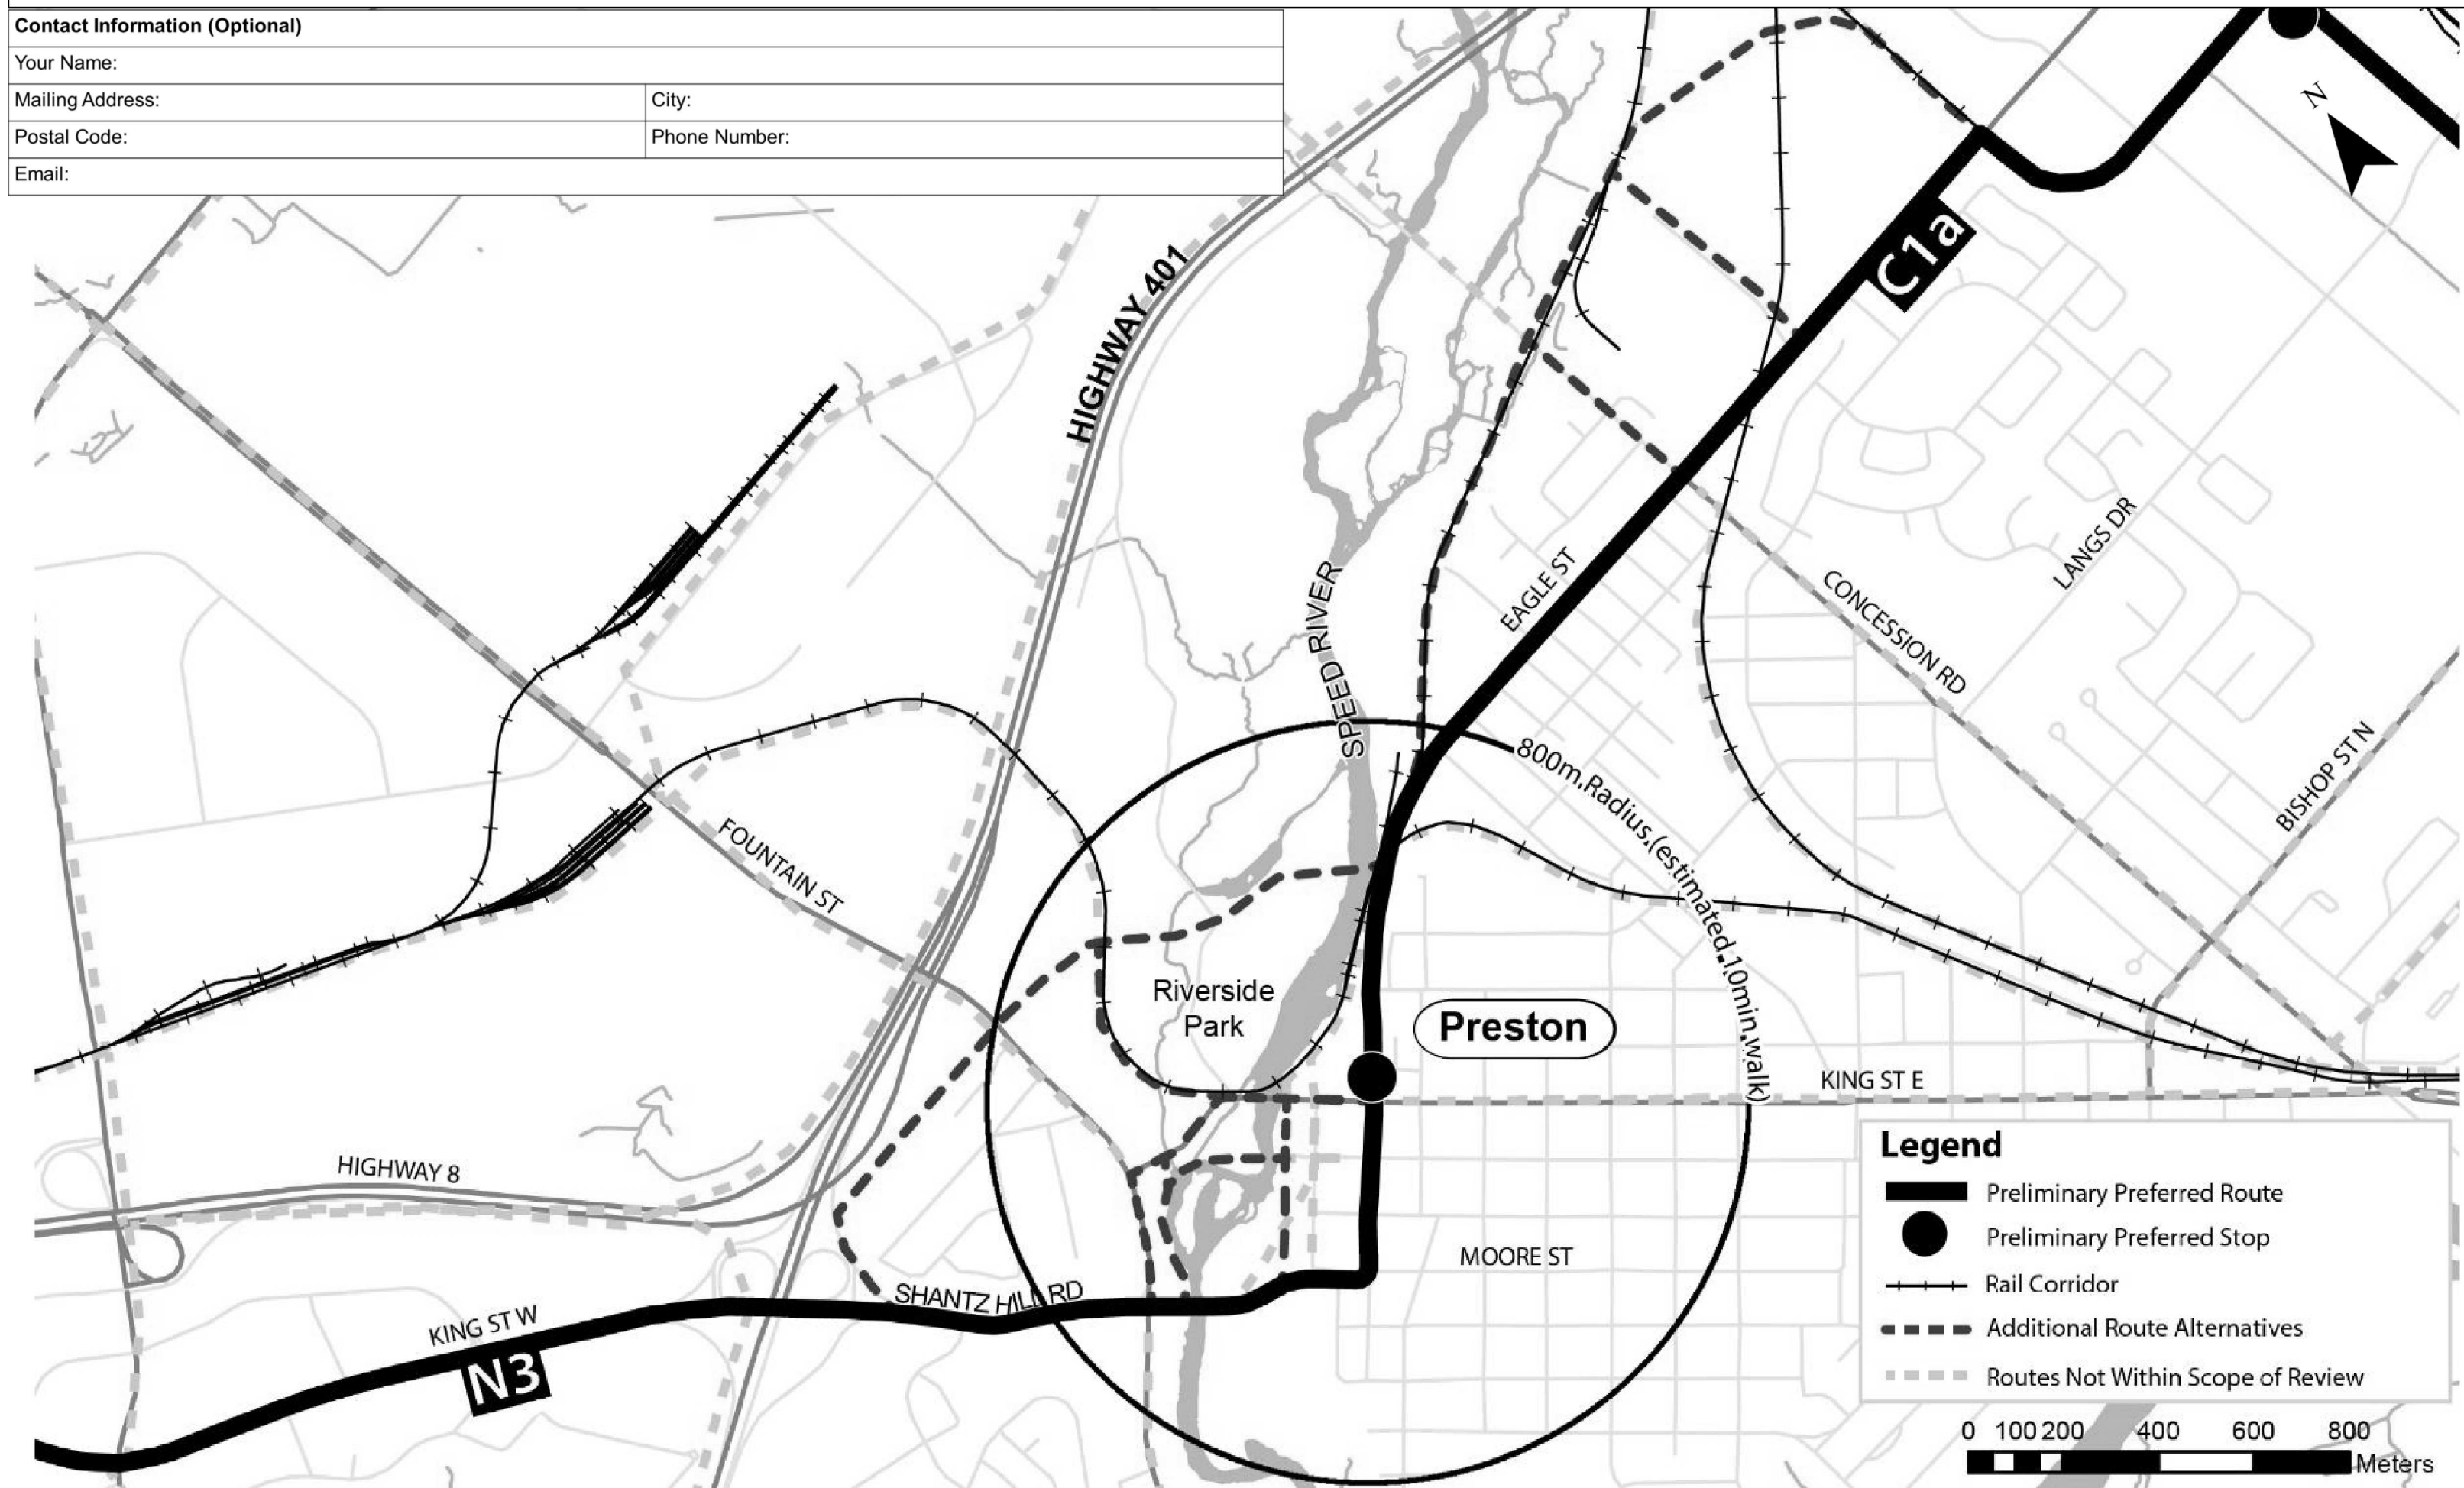 Contact Information (Optional)
Your Name:
Mailing Address: City:
Postal Code: Phone Number:
Email:
N
C1a
HIGHWAY 401
SPEED RIVER
EAGLE ST
LANGS DR
CONCESSION RD
BISHOP ST N
800m.Radius.(estimated.10min.walk)
FOUNTAIN ST
Riverside
Park
Preston
KING ST E
HIGHWAY 8
MOORE ST
SHANTZ HILL RD
KING ST W
N3
Legend
Preliminary Preferred Route
Preliminary Preferred Stop
Rail Corridor
Additional Route Alternatives
Routes Not Within Scope of Review
0 100 200 400 600 800
Meters